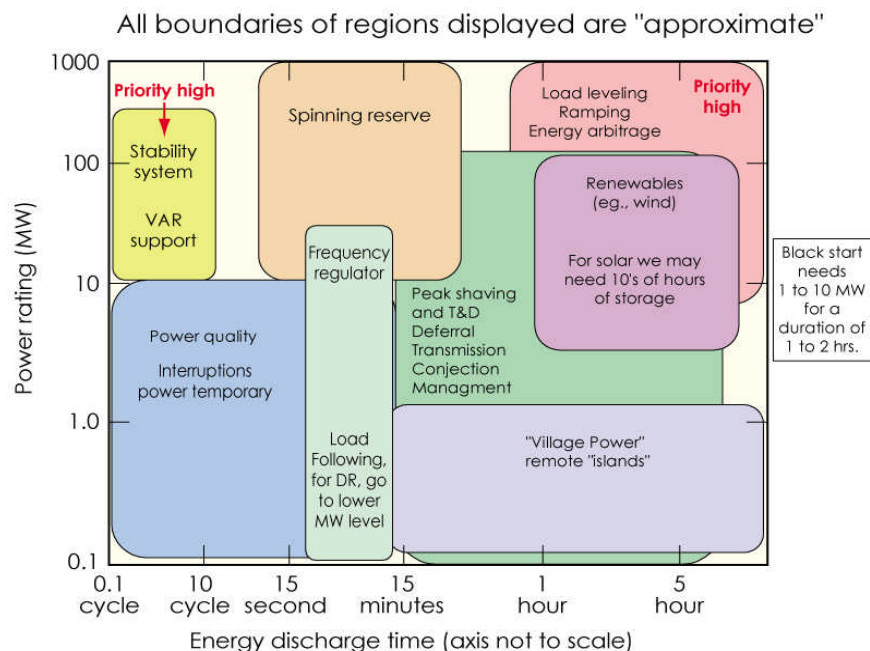 All boundaries of regions displayed are "approximate"
1000
100
10
1.0
0.1
Power rating (MW)
Priority high
Stability
system
VAR
support
Spinning reserve
Load leveling
Ramping
Energy arbitrage
Priority
high
Renewables
(eg., wind)
For solar we may
need 10's of hours
of storage
Frequency
regulator
Load
Following,
for DR, go
to lower
MW level
Peak shaving
and T&D
Deferral
Transmission
Conjection
Managment
Power quality
Interruptions
power temporary
"Village Power"
remote "islands"
Black start
needs
1 to 10 MW
for a
duration of
1 to 2 hrs.
0.1
cycle
10
cycle
15
second
15
minutes
1
hour
5
hour
Energy discharge time (axis not to scale)